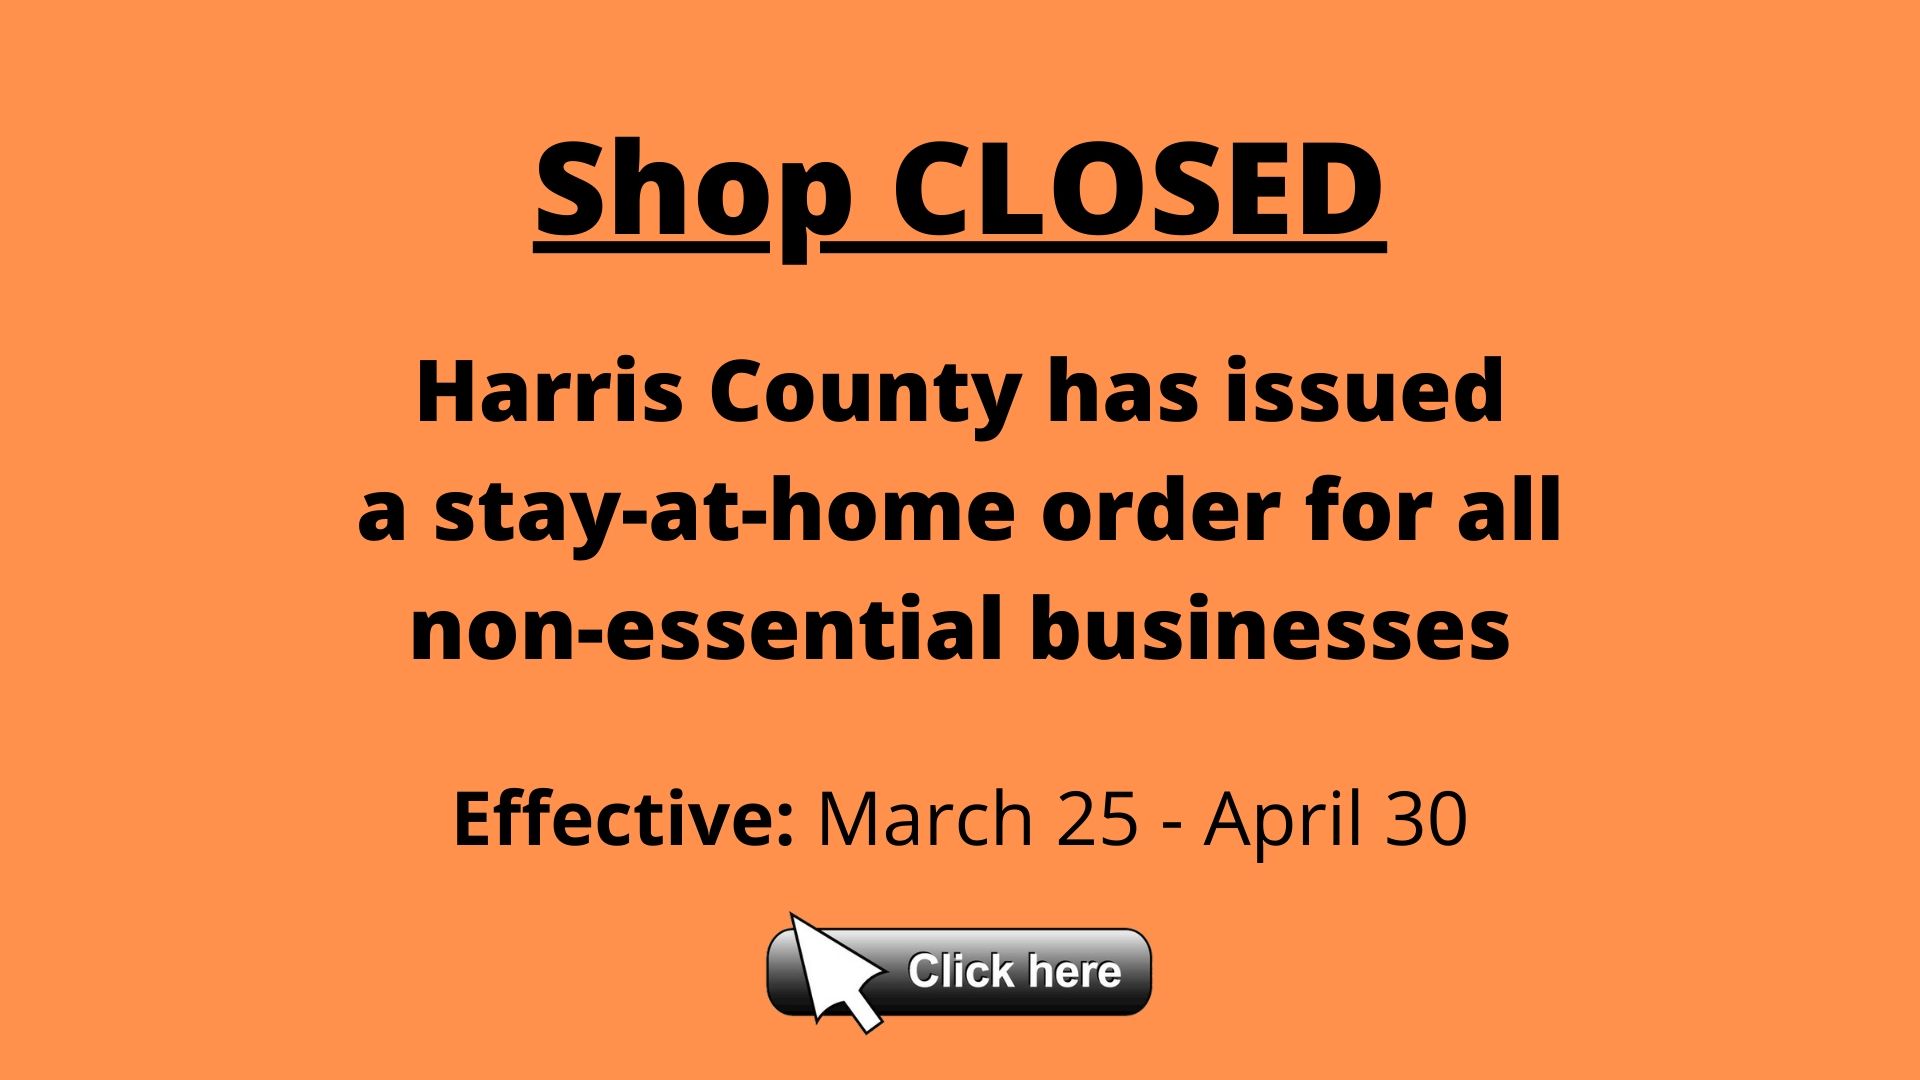 Shop CLOSED
Harris County has issued
a stay-at-home order for all
non-essential businesses
Effective: March 25 - April 30
Click here